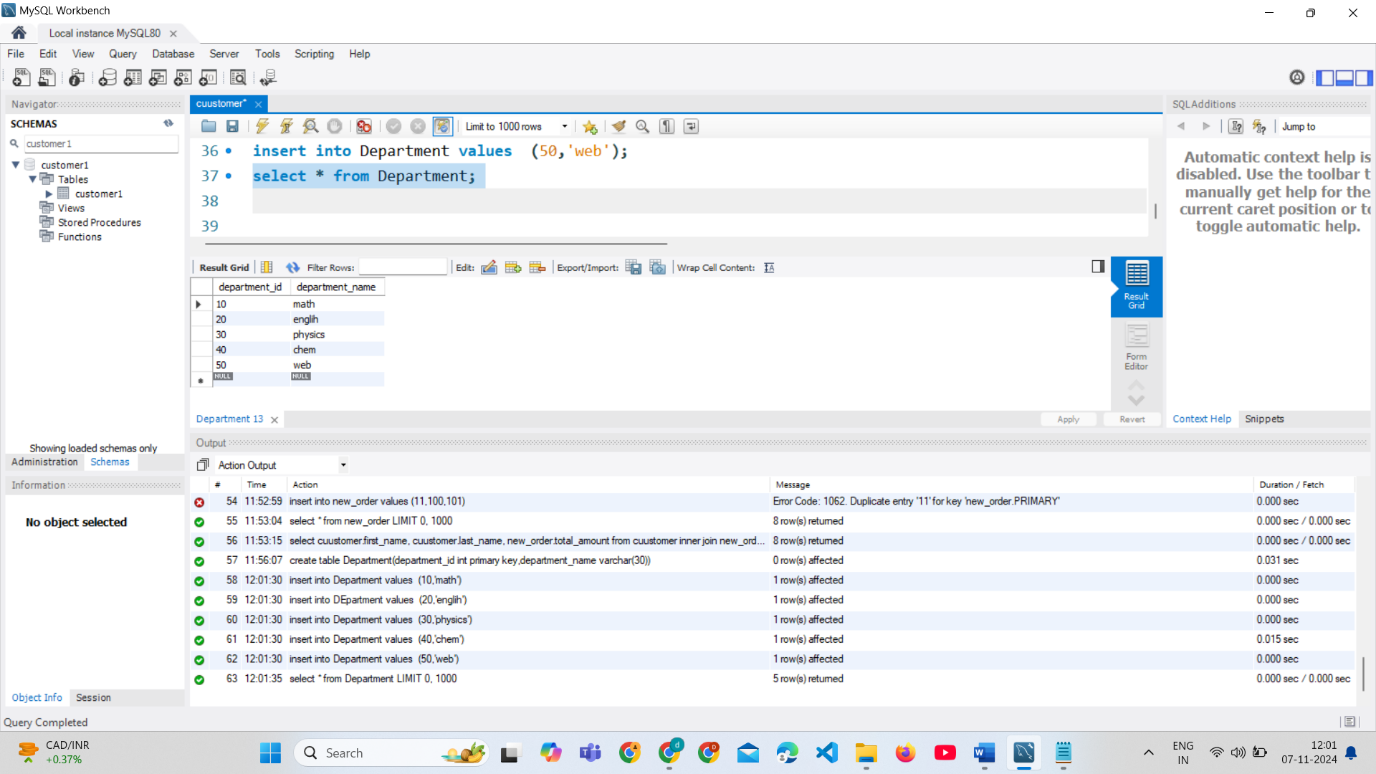 MySQL Workbench
Local instance MySQL80
File Edit View Query Database Server Tools Scripting Help
Navigator
SCHEMAS
customer1
customer1
Tables
customer1
Views
Stored Procedures
Functions
Showing loaded schemas only
Administration Schemas
Information
No object selected
Object Info Session
Query Completed
cuustomer*
Limit to 1000 rows
36 insert into Department values (50,'web');
37 select * from Department;
38
39
Result Grid Filter Rows: Edit: Export/Import: Wrap Cell Content:
department_id department_name
10 math
20 englih
30 physics
40 chem
50 web
NULL NULL
Result Grid
Form Editor
Department 13
Apply Revert
SQLAdditions
Jump to
Automatic context help is
disabled. Use the toolbar t
manually get help for the
current caret position or to
toggle automatic help.
Context Help Snippets
Output
Action Output
# Time Action Message Duration / Fetch
54 11:52:59 insert into new_order values (11,100,101) Error Code: 1062. Duplicate entry '11' for key 'new_order.PRIMARY' 0.000 sec
55 11:53:04 select * from new_order LIMIT 0, 1000 8 row(s) returned 0.000 sec / 0.000 sec
56 11:53:15 select cuustomer.first_name, cuustomer.last_name, new_order.total_amount from cuustomer inner join new_ord... 8 row(s) returned 0.000 sec / 0.000 sec
57 11:56:07 create table Department(department_id int primary key,department_name varchar(30)) 0 row(s) affected 0.031 sec
58 12:01:30 insert into Department values (10,'math') 1 row(s) affected 0.000 sec
59 12:01:30 insert into DEpartment values (20,'englih') 1 row(s) affected 0.000 sec
60 12:01:30 insert into Department values (30,'physics') 1 row(s) affected 0.000 sec
61 12:01:30 insert into Department values (40,'chem') 1 row(s) affected 0.015 sec
62 12:01:30 insert into Department values (50,'web') 1 row(s) affected 0.000 sec
63 12:01:35 select * from Department LIMIT 0, 1000 5 row(s) returned 0.000 sec / 0.000 sec
CAD/INR
+0.37%
Search
ENG
IN
12:01
07-11-2024